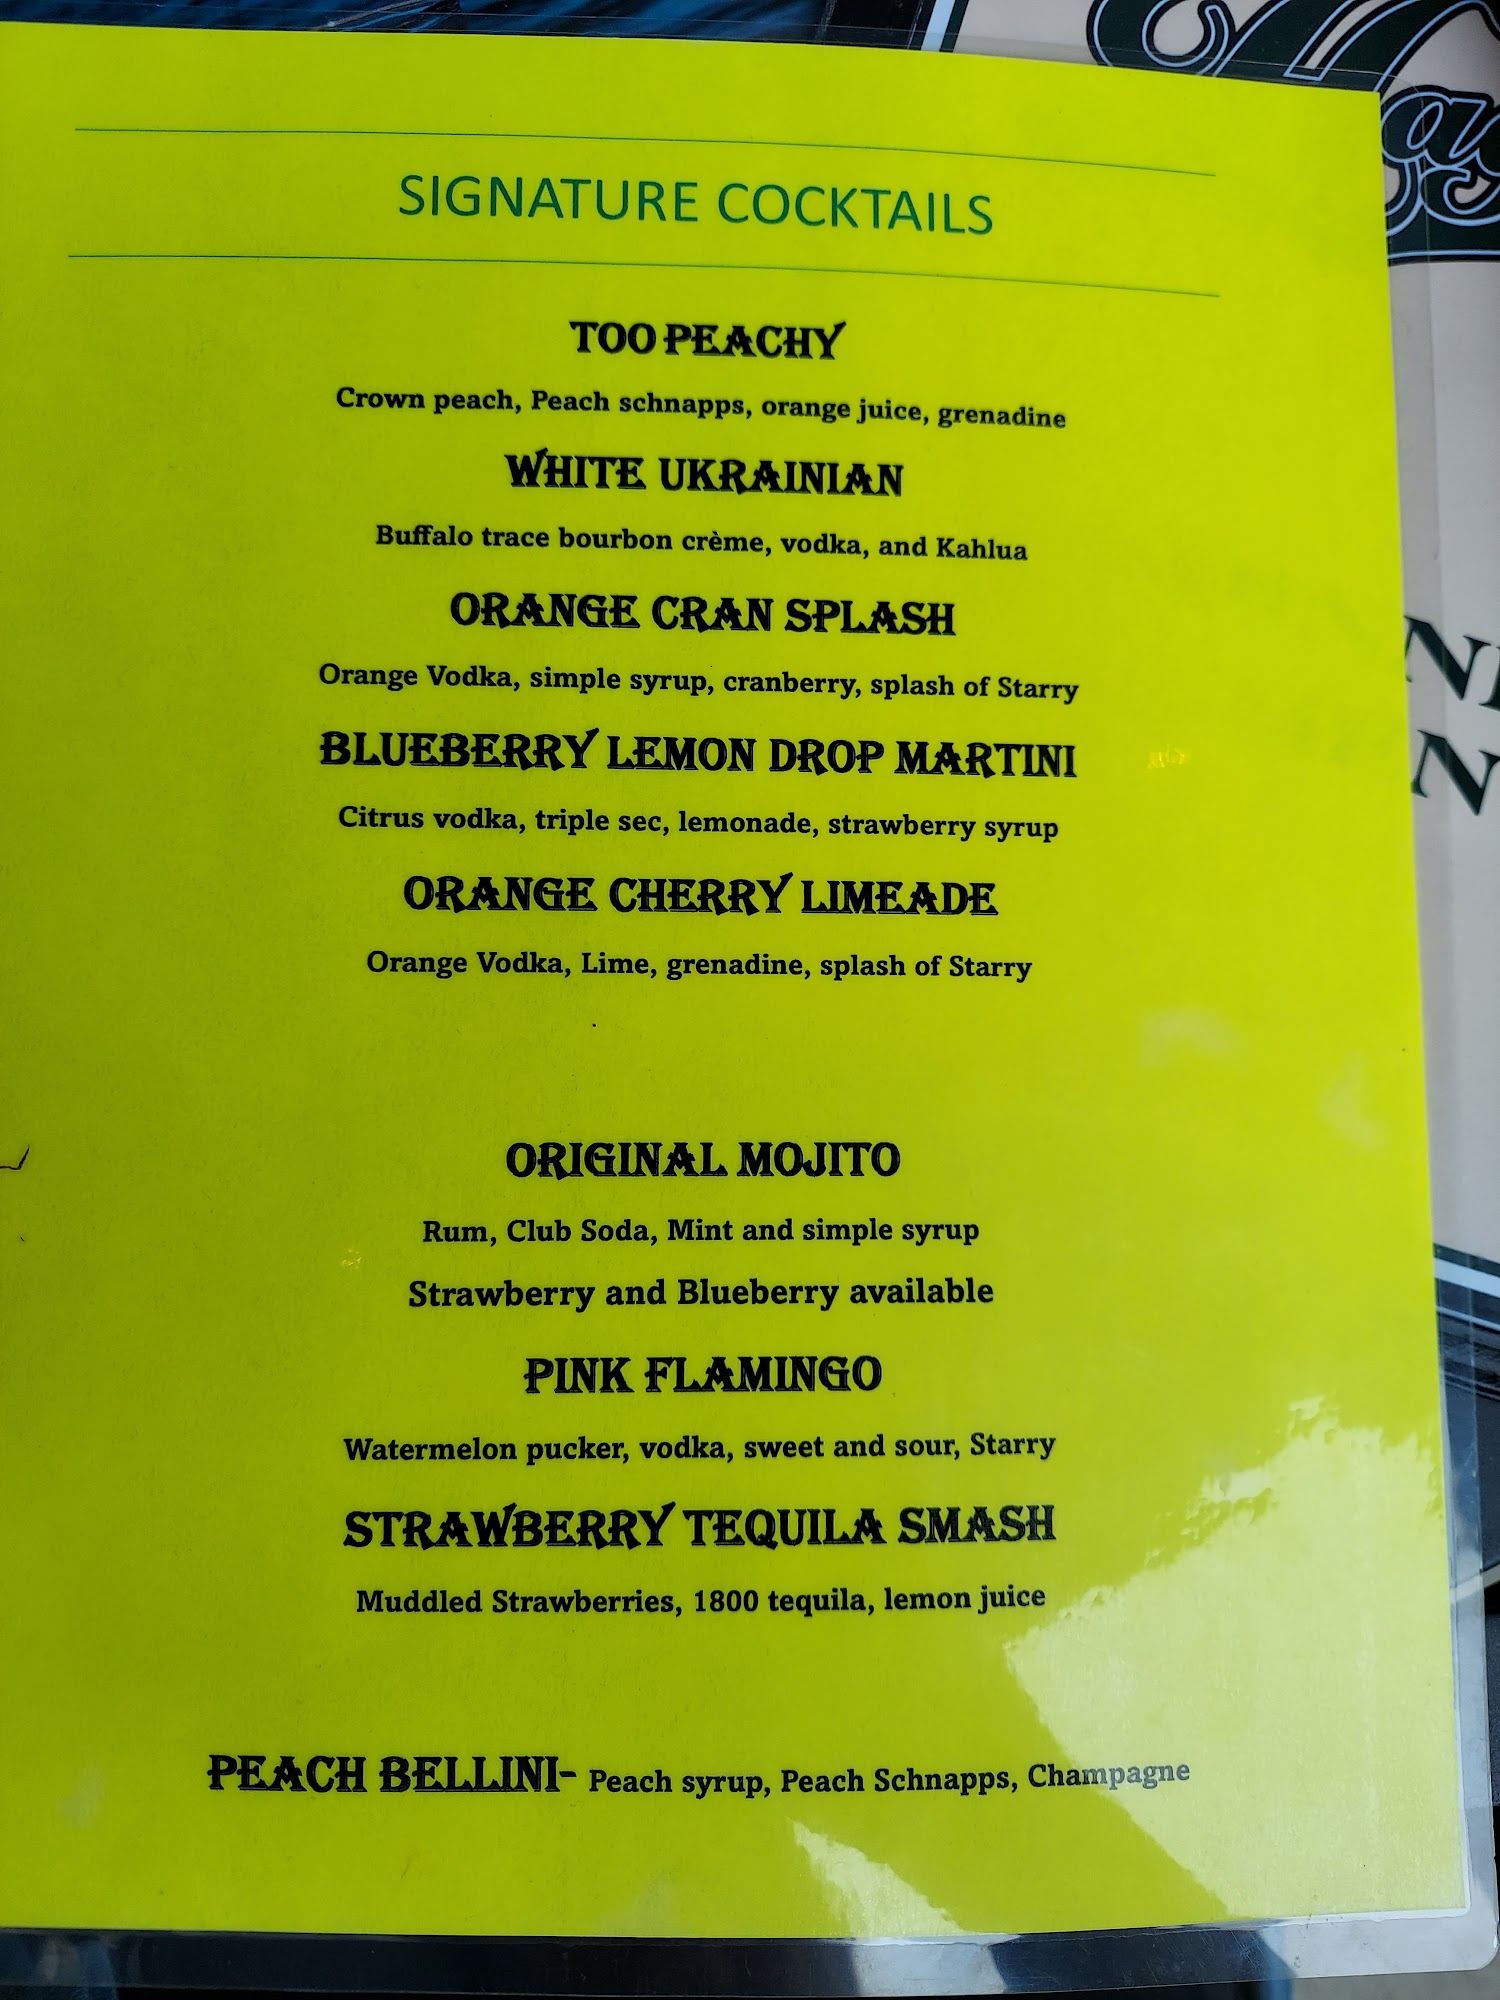 SIGNATURE COCKTAILS
TOO PEACHY
Crown peach, Peach schnapps, orange juice, grenadine
WHITE UKRAINIAN
Buffalo trace bourbon crème, vodka, and Kahlua
ORANGE CRAN SPLASH
Orange Vodka, simple syrup, cranberry, splash of Starry
BLUEBERRY LEMON DROP MARTINI
Citrus vodka, triple sec, lemonade, strawberry syrup
ORANGE CHERRY LIMEADE
Orange Vodka, Lime, grenadine, splash of Starry
ORIGINAL MOJITO
Rum, Club Soda, Mint and simple syrup
Strawberry and Blueberry available
PINK FLAMINGO
Watermelon pucker, vodka, sweet and sour, Starry
STRAWBERRY TEQUILA SMASH
Muddled Strawberries, 1800 tequila, lemon juice
PEACH BELLINI- Peach syrup, Peach Schnapps, Champagne